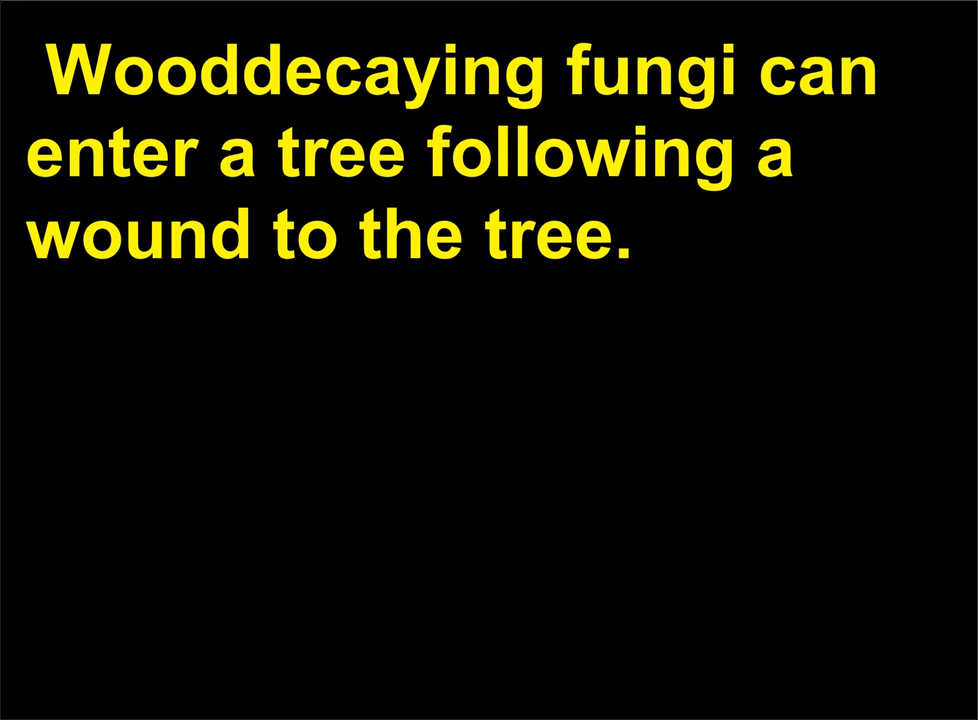 Wooddecaying fungi can
enter a tree following a
wound to the tree.